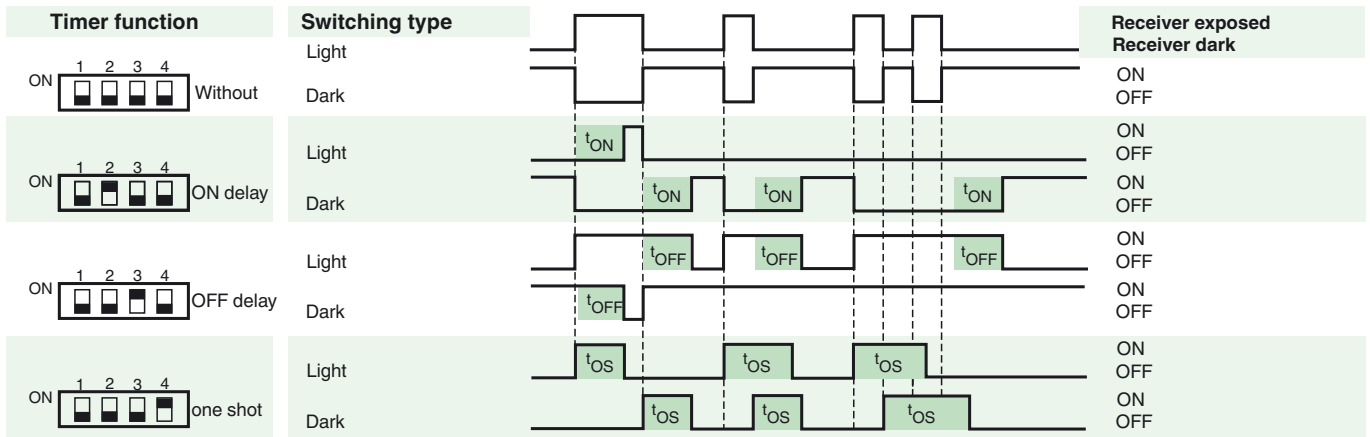 Timer function Switching type Receiver exposed
Light Receiver dark
1 2 3 4
ON Without ON
Dark OFF
tON ON
Light OFF
1 2 3 4
ON ON delay tON tON tON ON
Dark OFF
ON
Light tOFF tOFF tOFF OFF
1 2 3 4
ON OFF delay tOFF ON
Dark OFF
ON
Light tOS tOS tOS OFF
1 2 3 4
ON one shot ON
Dark tOS tOS tOS OFF